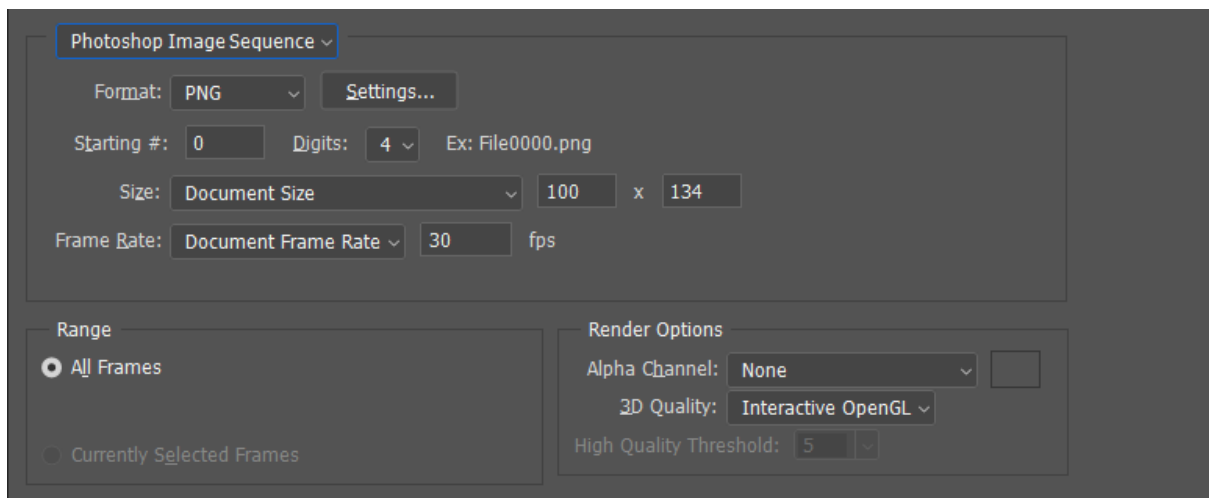 Photoshop Image Sequence
Format: PNG Settings...
Starting #: 0 Digits: 4 Ex: File0000.png
Size: Document Size 100 x 134
Frame Rate: Document Frame Rate 30 fps
Range
All Frames
Currently Selected Frames
Render Options
Alpha Channel: None
3D Quality: Interactive OpenGL
High Quality Threshold: 5